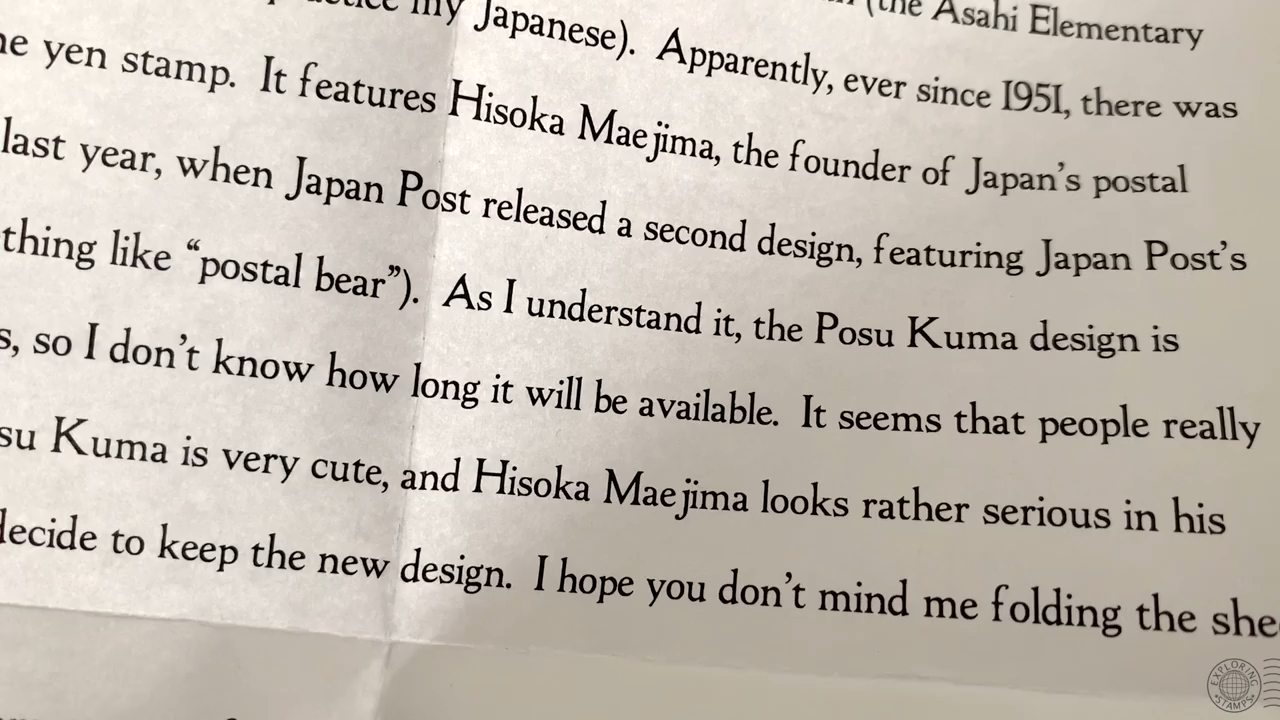 my Japanese). Apparently, ever since 1951, there was
(the Asahi Elementary
yen stamp. It features Hisoka Maejima, the founder of Japan's postal
last year, when Japan Post released a second design, featuring Japan Post's
thing like “postal bear”). As I understand it, the Posu Kuma design is
s, so I don't know how long it will be available. It seems that people really
su Kuma is very cute, and Hisoka Maejima looks rather serious in his
decide to keep the new design. I hope you don't mind me folding the she
EXPLORING STAMPS